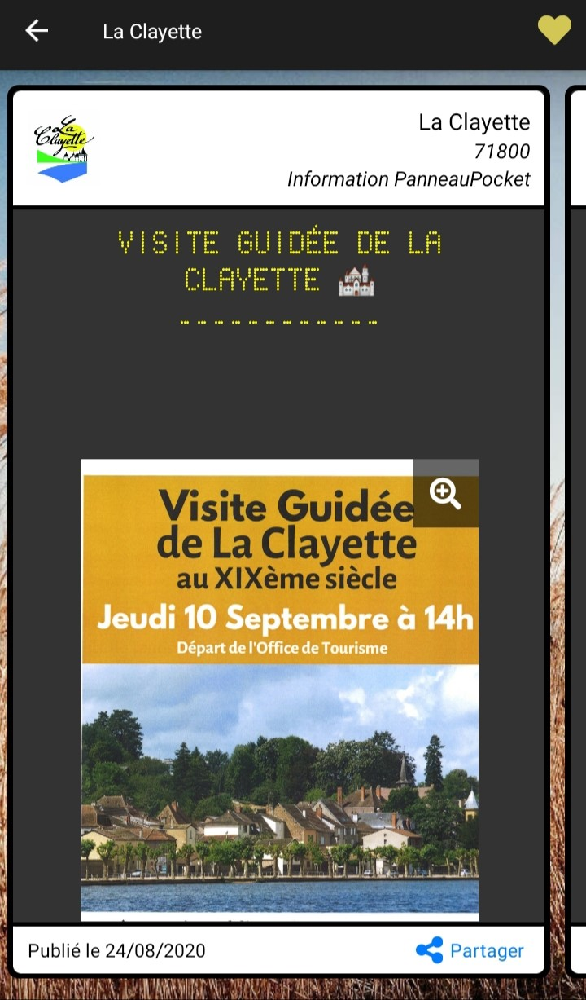 La Clayette
La
Clayette
La Clayette
71800
Information PanneauPocket
VISITE GUIDÉE DE LA
CLAYETTE
------------
Visite Guidée
de La Clayette
au XIXème siècle
Jeudi 10 Septembre à 14h
Départ de l'Office de Tourisme
Publié le 24/08/2020
Partager